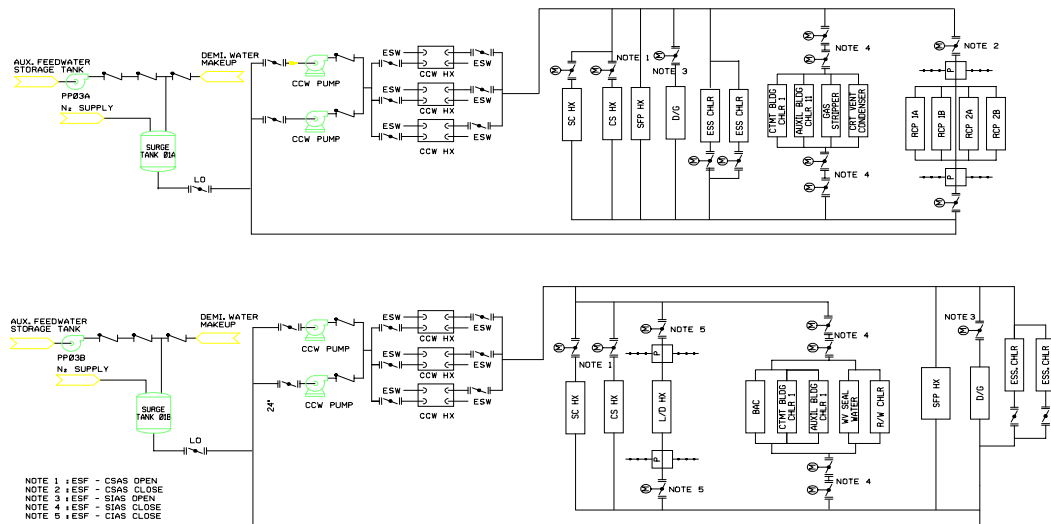 AUX. FEEDWATER
STORAGE TANK
PP03A
N₂ SUPPLY
DEMI. WATER
MAKEUP
SURGE
TANK 01A
LO
CCW PUMP
CCW PUMP
ESW
CCW HX
ESW
ESW
CCW HX
ESW
ESW
CCW HX
SC HX
CS HX
NOTE 1
SFP HX
NOTE 3
D/G
ESS CHLR
ESS CHLR
NOTE 4
CTMT BLDG
CHLR 1
AUXIL BLDG
CHLR 11
GAS
STRIPPER
CRT VENT
CONDENSER
NOTE 4
NOTE 2
P
RCP 1A
RCP 1B
RCP 2A
RCP 2B
P
M
M
M
M
M
M
M
M
M
M
M
AUX. FEEDWATER
STORAGE TANK
PP03B
N₂ SUPPLY
DEMI. WATER
MAKEUP
SURGE
TANK 01B
LO
24"
CCW PUMP
CCW PUMP
ESW
CCW HX
ESW
ESW
CCW HX
ESW
ESW
CCW HX
ESW
SC HX
NOTE 1
CS HX
NOTE 5
P
L/D HX
P
NOTE 5
NOTE 4
BAC
CTMT BLDG
CHLR 1
AUXIL BLDG
CHLR 1
WV SEAL
WATER
R/W CHLR
NOTE 4
SFP HX
NOTE 3
D/G
ESS. CHLR
ESS. CHLR
M
M
M
M
M
M
M
NOTE 1 : ESF - CSAS OPEN
NOTE 2 : ESF - CSAS CLOSE
NOTE 3 : ESF - SIAS OPEN
NOTE 4 : ESF - SIAS CLOSE
NOTE 5 : ESF - CIAS CLOSE